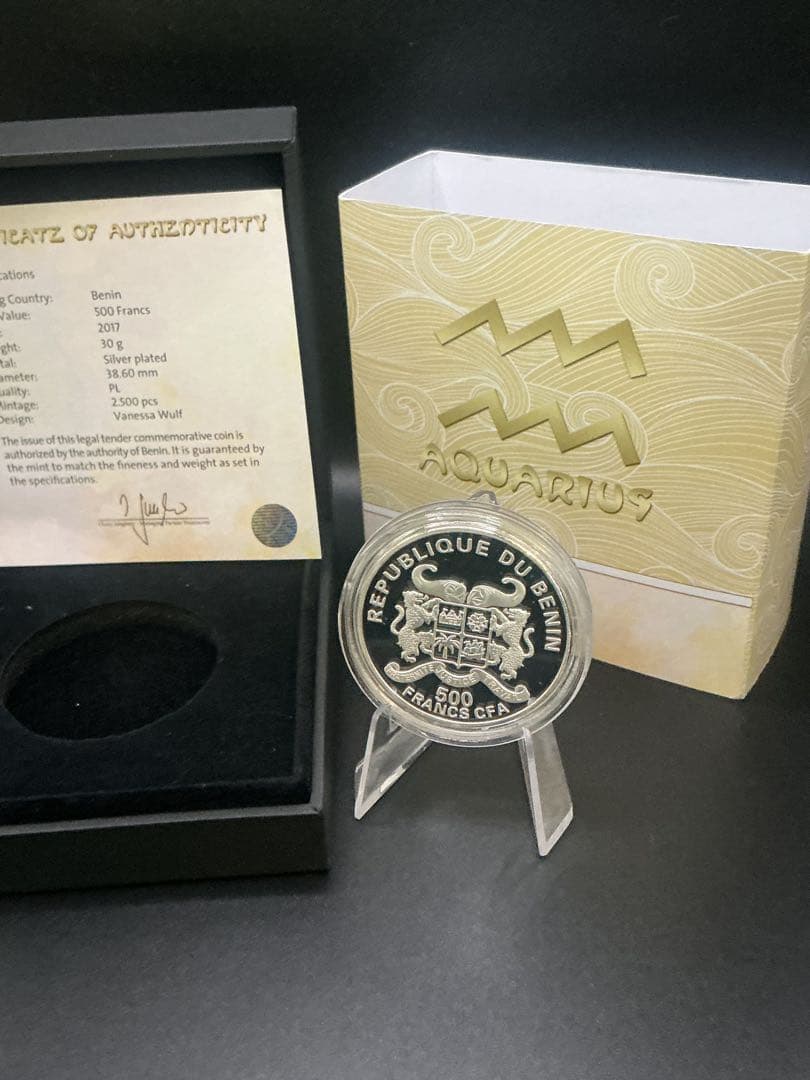 ICATE OF AUTHENTICITY
cations
g Country: Benin
Value: 500 Francs
: 2017
ght: 30 g
tal: Silver plated
ameter: 38.60 mm
uality: PL
Mintage: 2.500 pcs
Design: Vanessa Wulf
The issue of this legal tender commemorative coin is
authorized by the authority of Benin. It is guaranteed by
the mint to match the fineness and weight as set in
the specifications.
AQUARIUS
REPUBLIQUE DU BENIN
500
FRANCS CFA